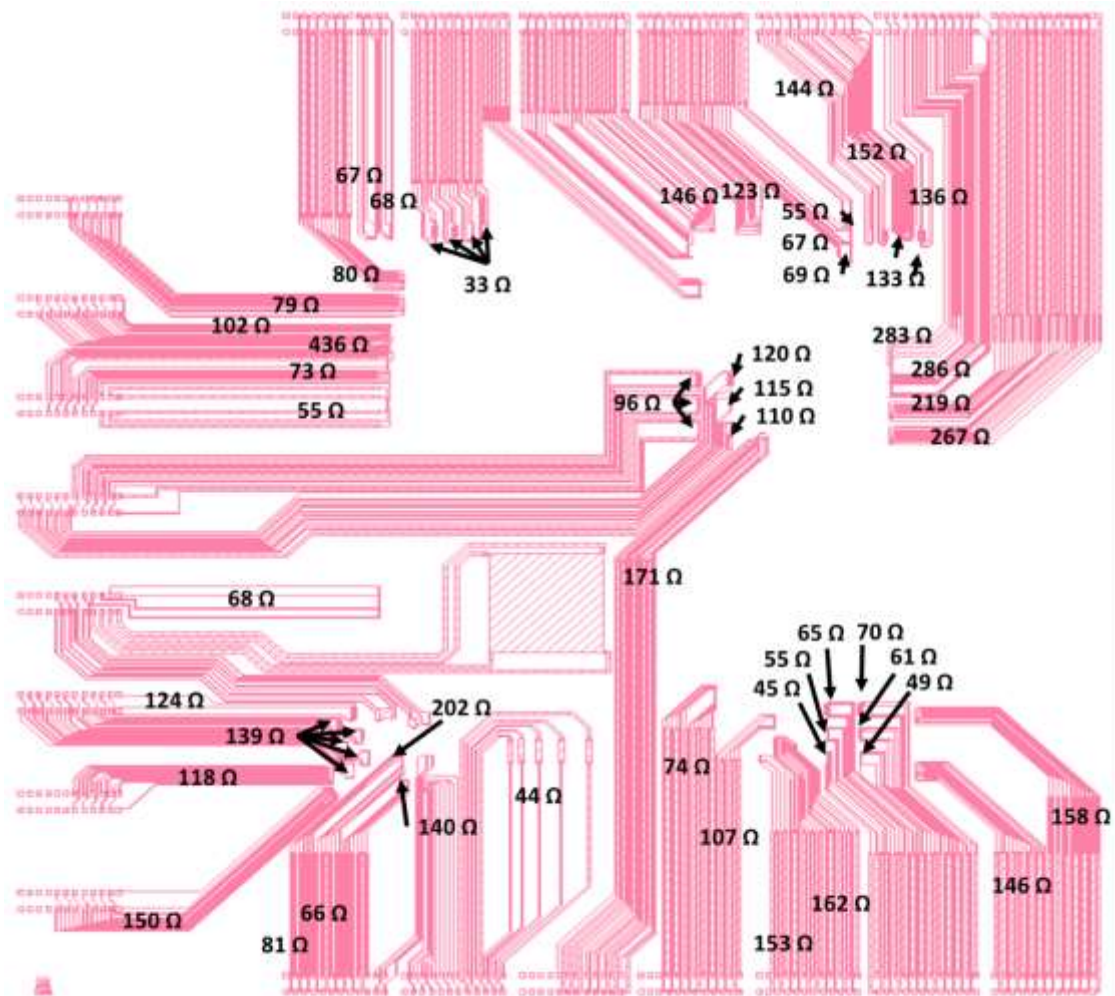 144 Ω
152 Ω
67 Ω
68 Ω
146 Ω
123 Ω
136 Ω
55 Ω
67 Ω
69 Ω
133 Ω
80 Ω
33 Ω
79 Ω
102 Ω
436 Ω
73 Ω
55 Ω
283 Ω
286 Ω
219 Ω
267 Ω
120 Ω
115 Ω
96 Ω
110 Ω
171 Ω
68 Ω
65 Ω
70 Ω
55 Ω
61 Ω
45 Ω
49 Ω
124 Ω
202 Ω
139 Ω
118 Ω
44 Ω
74 Ω
140 Ω
107 Ω
158 Ω
146 Ω
150 Ω
66 Ω
162 Ω
81 Ω
153 Ω